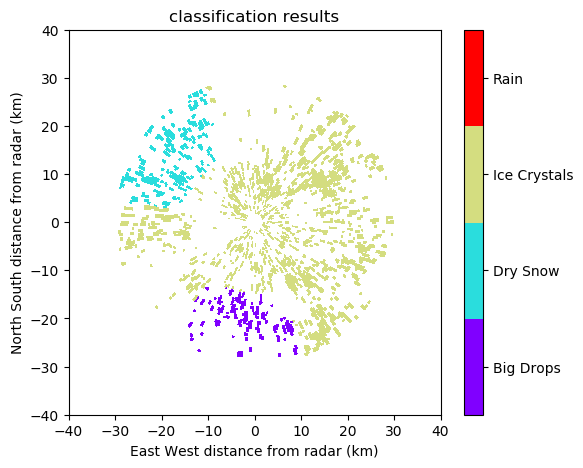 classification results
40
30
20
10
0
−10
−20
−30
−40
North South distance from radar (km)
−40 −30 −20 −10 0 10 20 30 40
East West distance from radar (km)
Rain
Ice Crystals
Dry Snow
Big Drops